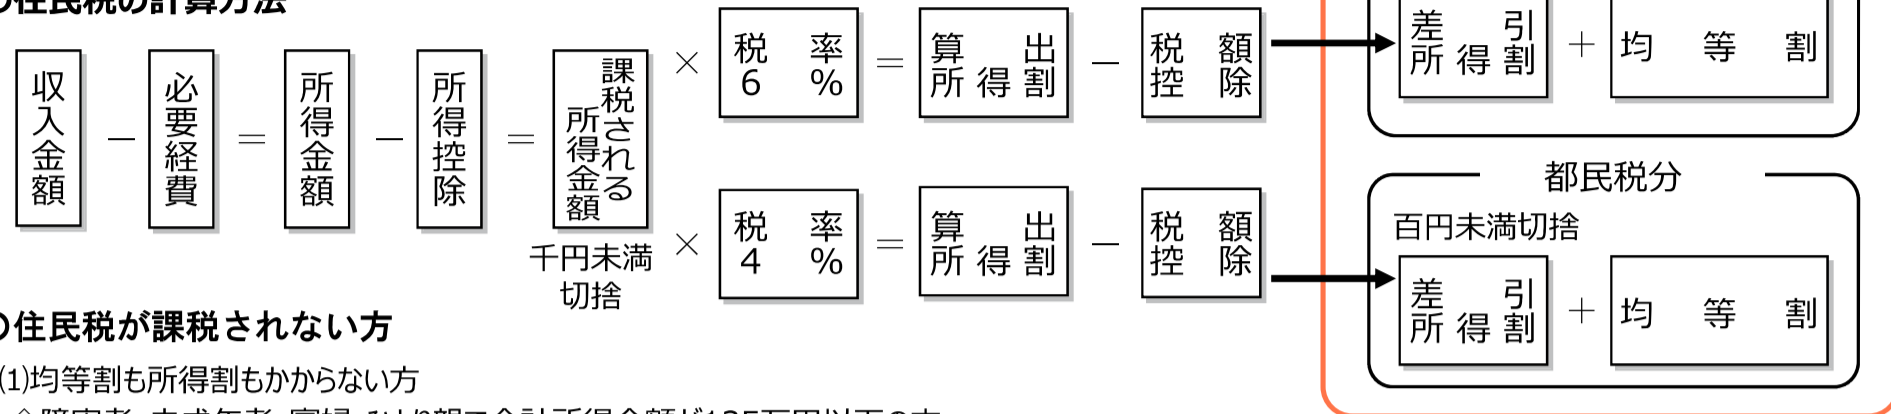 の住民税の計算方法
収入金額 − 必要経費 = 所得金額 − 所得控除 = 課税される所得金額
千円未満
切捨
× 税率 6% = 算出所得割 − 税額控除
差引所得割 + 均等割
× 税率 4% = 算出所得割 − 税額控除
都民税分
百円未満切捨
差引所得割 + 均等割
の住民税が課税されない方
(1)均等割も所得割もかからない方